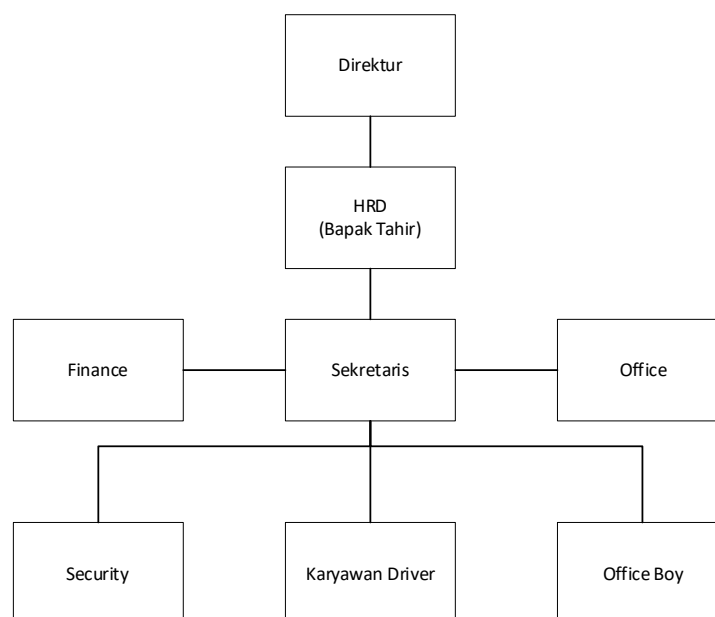 Direktur
HRD
(Bapak Tahir)
Finance
Sekretaris
Office
Security
Karyawan Driver
Office Boy